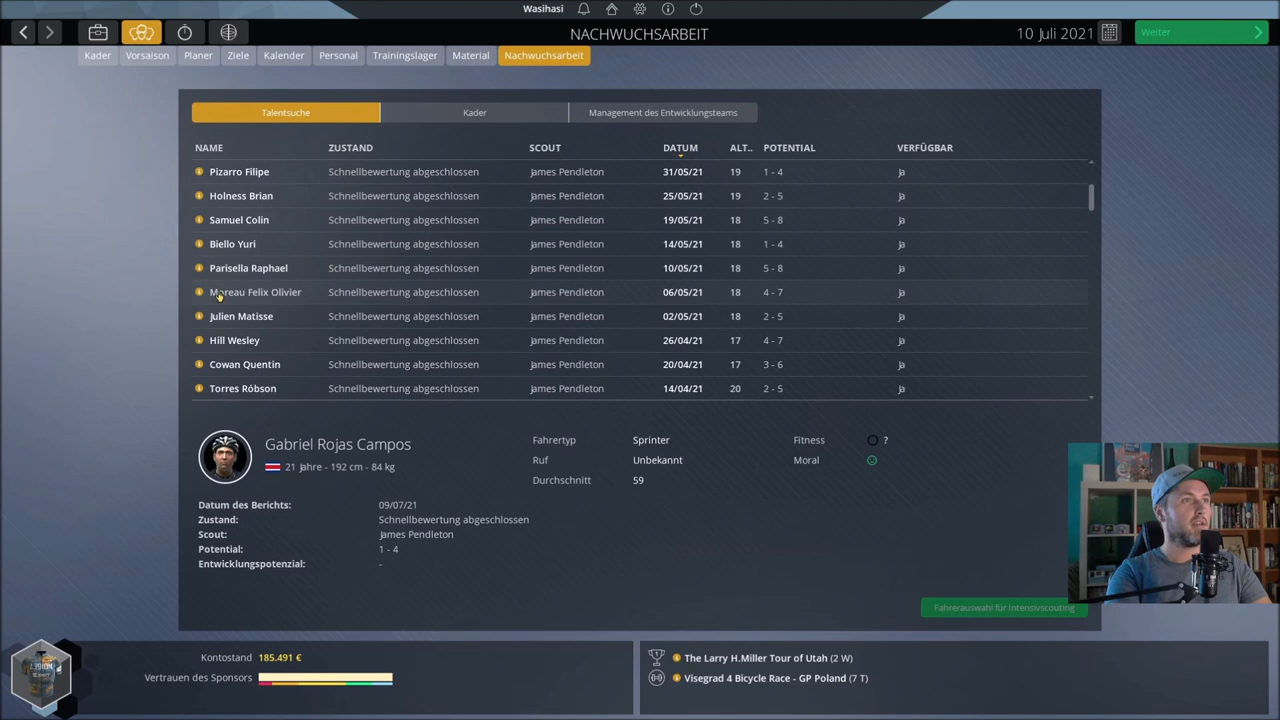 Wasihasi
NACHWUCHSARBEIT
10 Juli 2021
Weiter
Kader Vorsaison Planer Ziele Kalender Personal Trainingslager Material Nachwuchsarbeit
Talentsuche Kader Management des Entwicklungsteams
NAME ZUSTAND SCOUT DATUM ALT.. POTENTIAL VERFÜGBAR
Pizarro Filipe Schnellbewertung abgeschlossen James Pendleton 31/05/21 19 1 - 4 Ja
Holness Brian Schnellbewertung abgeschlossen James Pendleton 25/05/21 19 2 - 5 Ja
Samuel Colin Schnellbewertung abgeschlossen James Pendleton 19/05/21 18 5 - 8 Ja
Biello Yuri Schnellbewertung abgeschlossen James Pendleton 14/05/21 18 1 - 4 Ja
Parisella Raphael Schnellbewertung abgeschlossen James Pendleton 10/05/21 18 5 - 8 Ja
Moreau Felix Olivier Schnellbewertung abgeschlossen James Pendleton 06/05/21 18 4 - 7 Ja
Julien Matisse Schnellbewertung abgeschlossen James Pendleton 02/05/21 18 2 - 5 Ja
Hill Wesley Schnellbewertung abgeschlossen James Pendleton 26/04/21 17 4 - 7 Ja
Cowan Quentin Schnellbewertung abgeschlossen James Pendleton 20/04/21 17 3 - 6 Ja
Torres Róbson Schnellbewertung abgeschlossen James Pendleton 14/04/21 20 2 - 5 Ja
Gabriel Rojas Campos
21 Jahre - 192 cm - 84 kg
Fahrertyp Sprinter Fitness ?
Ruf Unbekannt Moral
Durchschnitt 59
Datum des Berichts: 09/07/21
Zustand: Schnellbewertung abgeschlossen
Scout: James Pendleton
Potential: 1 - 4
Entwicklungspotenzial: -
Fahrerauswahl für Intensivscouting
Kontostand 185.491 €
Vertrauen des Sponsors
The Larry H.Miller Tour of Utah (2 W)
Visegrad 4 Bicycle Race - GP Poland (7 T)